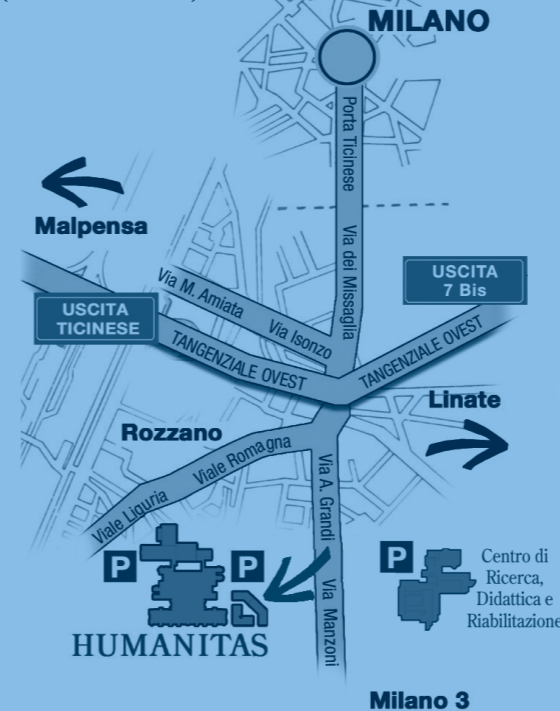 MILANO
Porta Ticinese
Via dei Missaglia
Malpensa
USCITA
7 Bis
Via M. Amiata
Via Isonzo
USCITA
TICINESE
TANGENZIALE OVEST
TANGENZIALE OVEST
Linate
Rozzano
Viale Romagna
Viale Liguria
Via A. Grandi
P
P
P
Centro di
Ricerca,
Didattica e
Riabilitazione
Via Manzoni
HUMANITAS
Milano 3